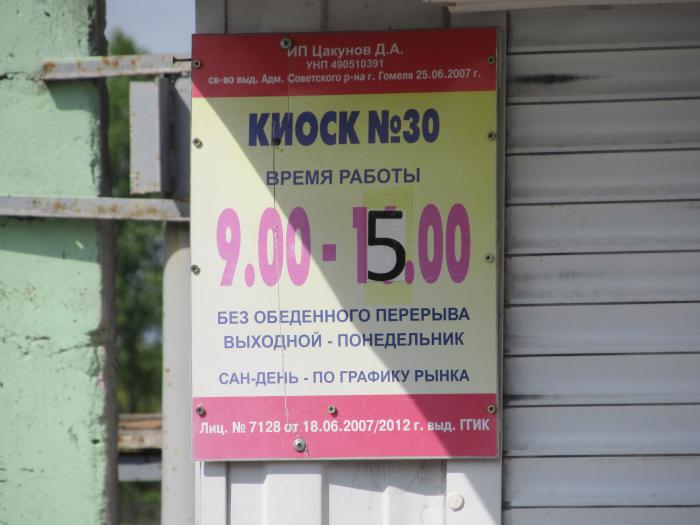 ИП Цакунов Д.А.
УНП 490510391
св-во выд. Адм. Советского р-на г. Гомеля 25.06.2007 г.
КИОСК №30
ВРЕМЯ РАБОТЫ
9.00 - 15.00
БЕЗ ОБЕДЕННОГО ПЕРЕРЫВА
ВЫХОДНОЙ - ПОНЕДЕЛЬНИК
САН-ДЕНЬ - ПО ГРАФИКУ РЫНКА
Лиц. № 7128 от 18.06.2007/2012 г. выд. ГГИК